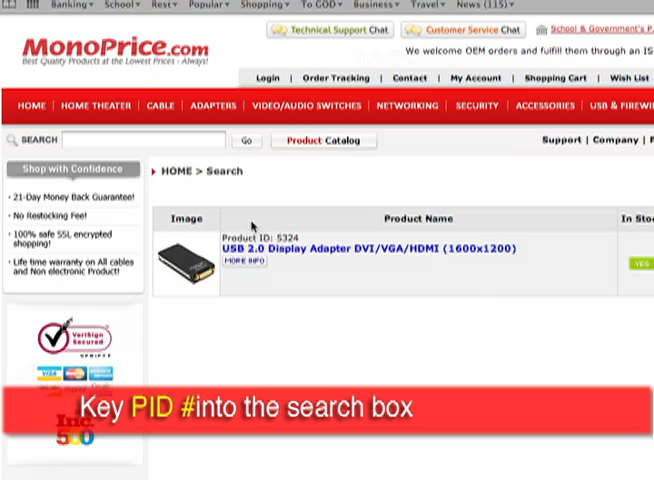 Banking▾ School▾ Rest▾ Popular▾ Shopping▾ To GOD▾ Business▾ Travel▾ News (115)▾
Technical Support Chat Customer Service Chat School & Government's P.
MONOPRICE.com
Best Quality Products at the Lowest Prices - Always!
We welcome OEM orders and fulfill them through an IS
Login | Order Tracking | Contact | My Account | Shopping Cart | Wish List
HOME | HOME THEATER | CABLE | ADAPTERS | VIDEO/AUDIO SWITCHES | NETWORKING | SECURITY | ACCESSORIES | USB & FIREWI
SEARCH Go Product Catalog Support | Company |
Shop with Confidence
HOME > Search
· 21-Day Money Back Guarantee!
· No Restocking Fee!
· 100% safe SSL encrypted
shopping!
· Life time warranty on All cables
and Non electronic Product!
Image Product Name In Sto
Product ID: 5324
USB 2.0 Display Adapter DVI/VGA/HDMI (1600x1200)
MORE INFO
YES
VeriSign
Secured
VERIFY
VISA
Key PID #into the search box
Inc.
500